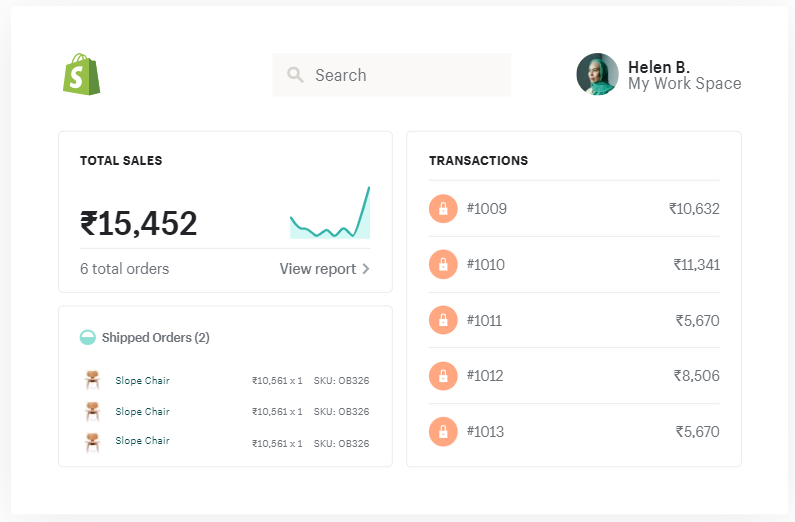 S
Search
Helen B.
My Work Space
TOTAL SALES
₹15,452
6 total orders
View report
Shipped Orders (2)
Slope Chair ₹10,561 x 1 SKU: OB326
Slope Chair ₹10,561 x 1 SKU: OB326
Slope Chair ₹10,561 x 1 SKU: OB326
TRANSACTIONS
#1009 ₹10,632
#1010 ₹11,341
#1011 ₹5,670
#1012 ₹8,506
#1013 ₹5,670